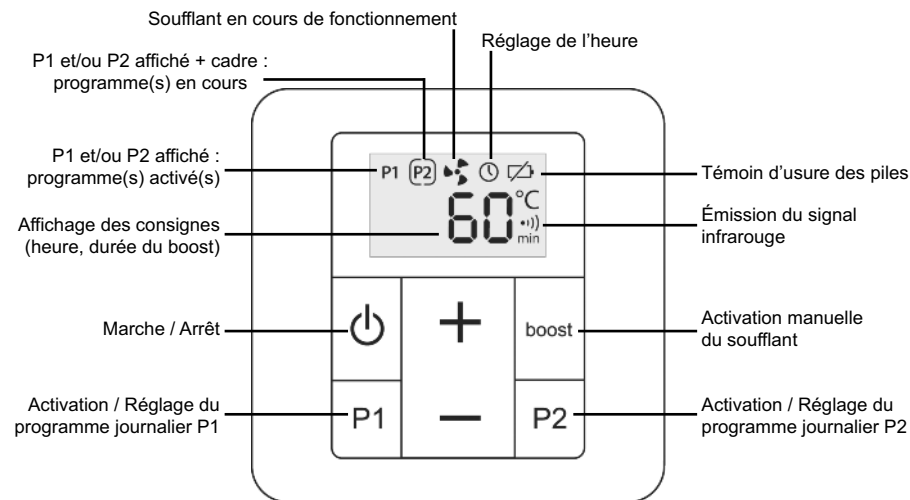 Soufflant en cours de fonctionnement
Réglage de l'heure
P1 et/ou P2 affiché + cadre :
programme(s) en cours
P1 et/ou P2 affiché :
programme(s) activé(s)
P1 P2
Témoin d'usure des piles
Affichage des consignes
(heure, durée du boost)
60 °C
min
Émission du signal
infrarouge
Marche / Arrêt
+
boost
Activation manuelle
du soufflant
Activation / Réglage du
programme journalier P1
P1
−
P2
Activation / Réglage du
programme journalier P2